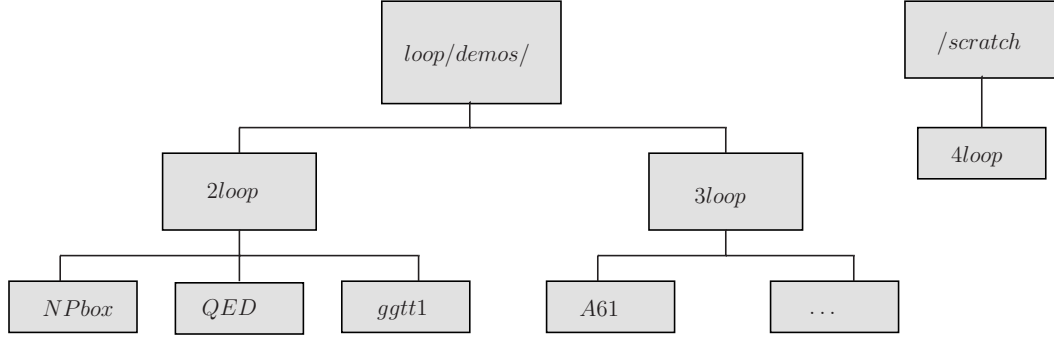 loop/demos/
/scratch
2loop
3loop
4loop
NPbox
QED
ggtt1
A61
...